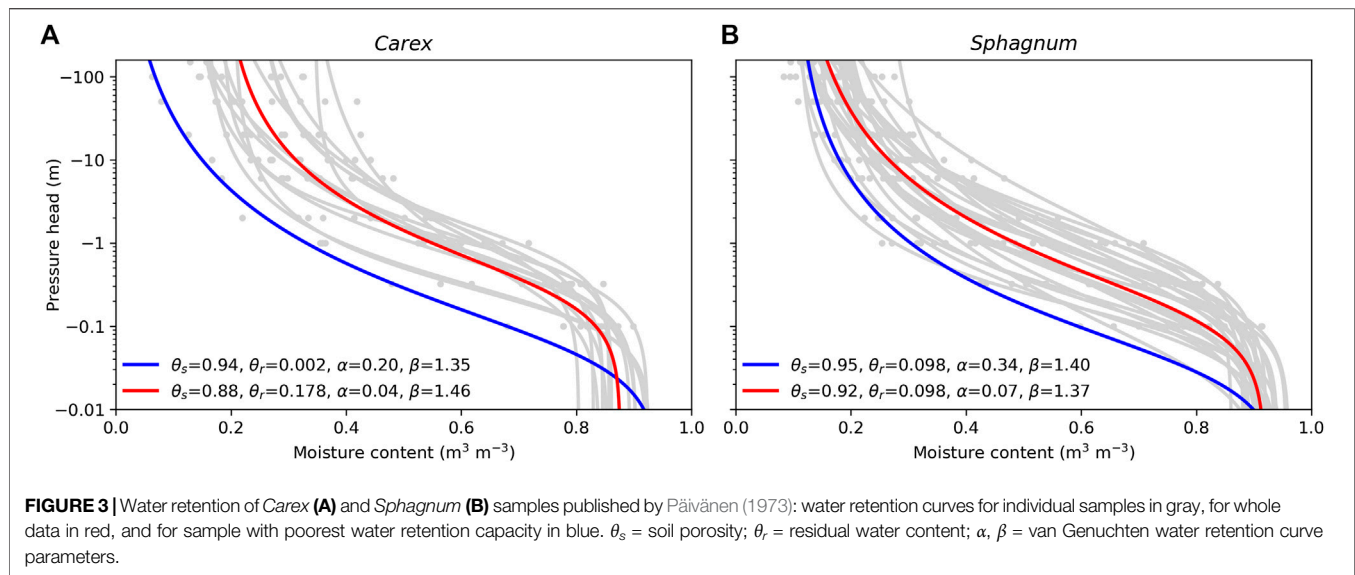 A
Carex
−100
−10
−1
−0.1
−0.01
Pressure head (m)
θs=0.94, θr=0.002, α=0.20, β=1.35
θs=0.88, θr=0.178, α=0.04, β=1.46
0.0 0.2 0.4 0.6 0.8 1.0
Moisture content (m³ m⁻³)
B
Sphagnum
θs=0.95, θr=0.098, α=0.34, β=1.40
θs=0.92, θr=0.098, α=0.07, β=1.37
0.0 0.2 0.4 0.6 0.8 1.0
Moisture content (m³ m⁻³)
FIGURE 3 | Water retention of Carex (A) and Sphagnum (B) samples published by Päivänen (1973): water retention curves for individual samples in gray, for whole
data in red, and for sample with poorest water retention capacity in blue. θs = soil porosity; θr = residual water content; α, β = van Genuchten water retention curve
parameters.